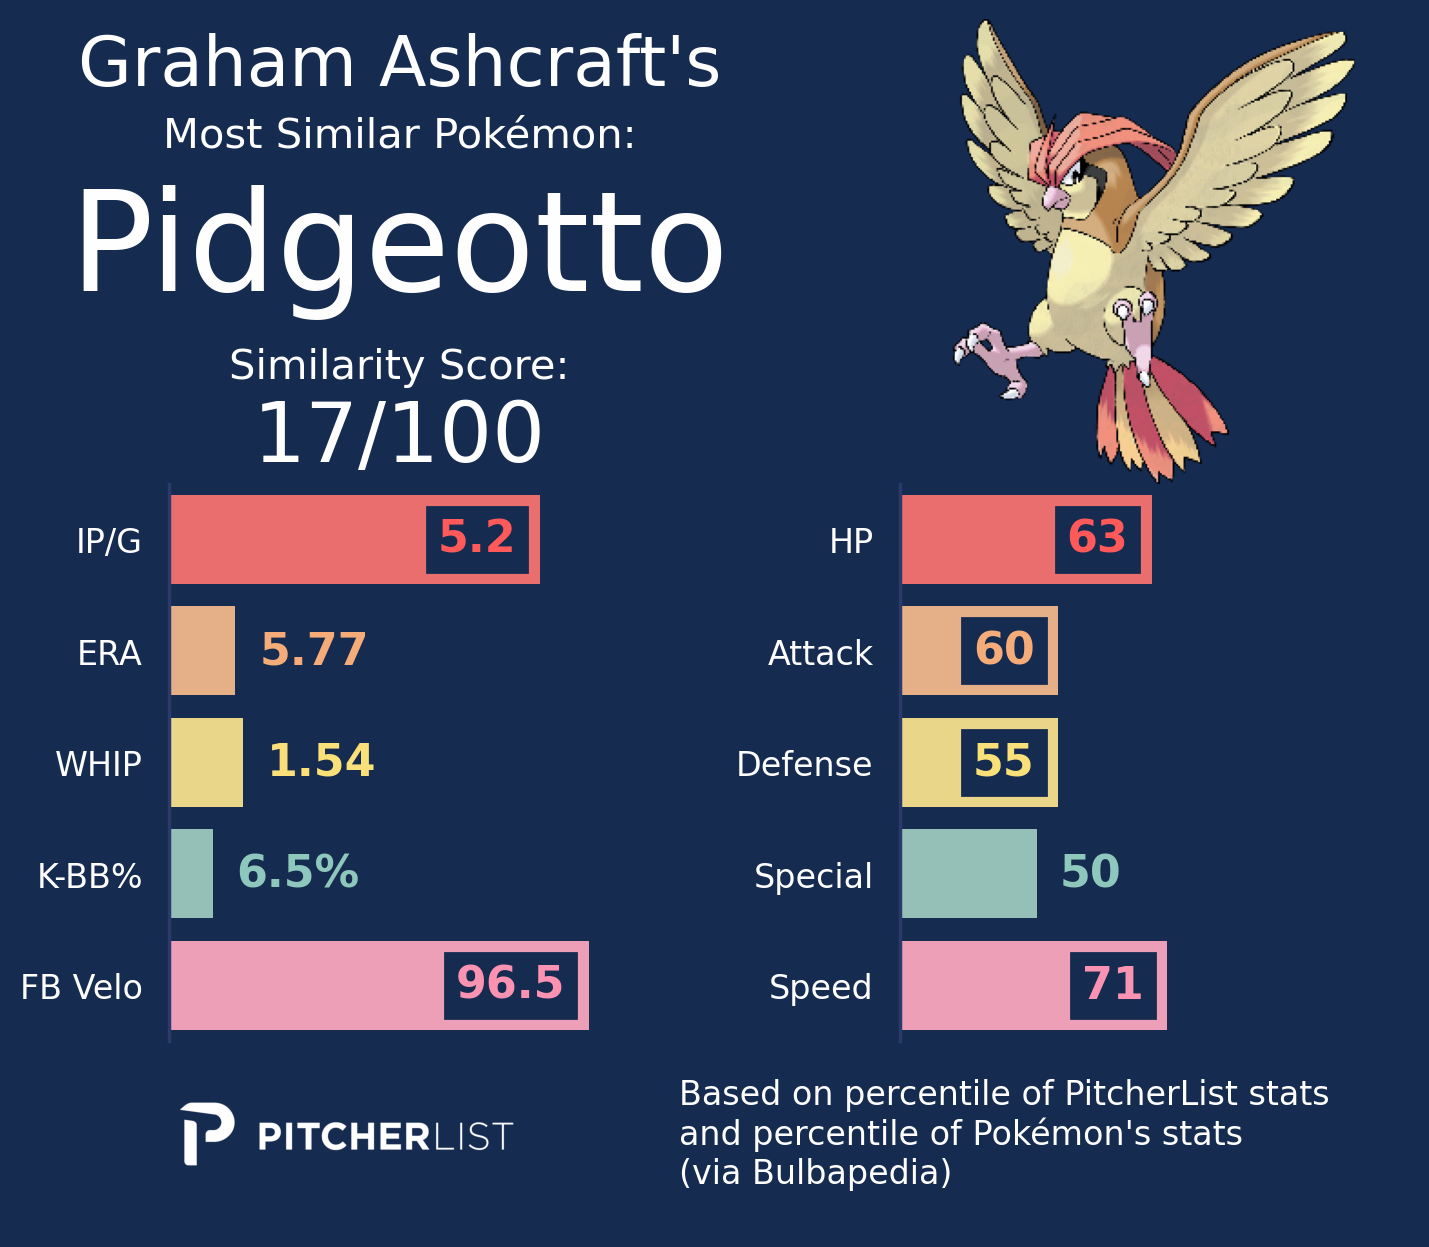 Graham Ashcraft's
Most Similar Pokémon:
Pidgeotto
Similarity Score:
17/100
IP/G 5.2
ERA 5.77
WHIP 1.54
K-BB% 6.5%
FB Velo 96.5
HP 63
Attack 60
Defense 55
Special 50
Speed 71
PITCHERLIST
Based on percentile of PitcherList stats
and percentile of Pokémon's stats
(via Bulbapedia)